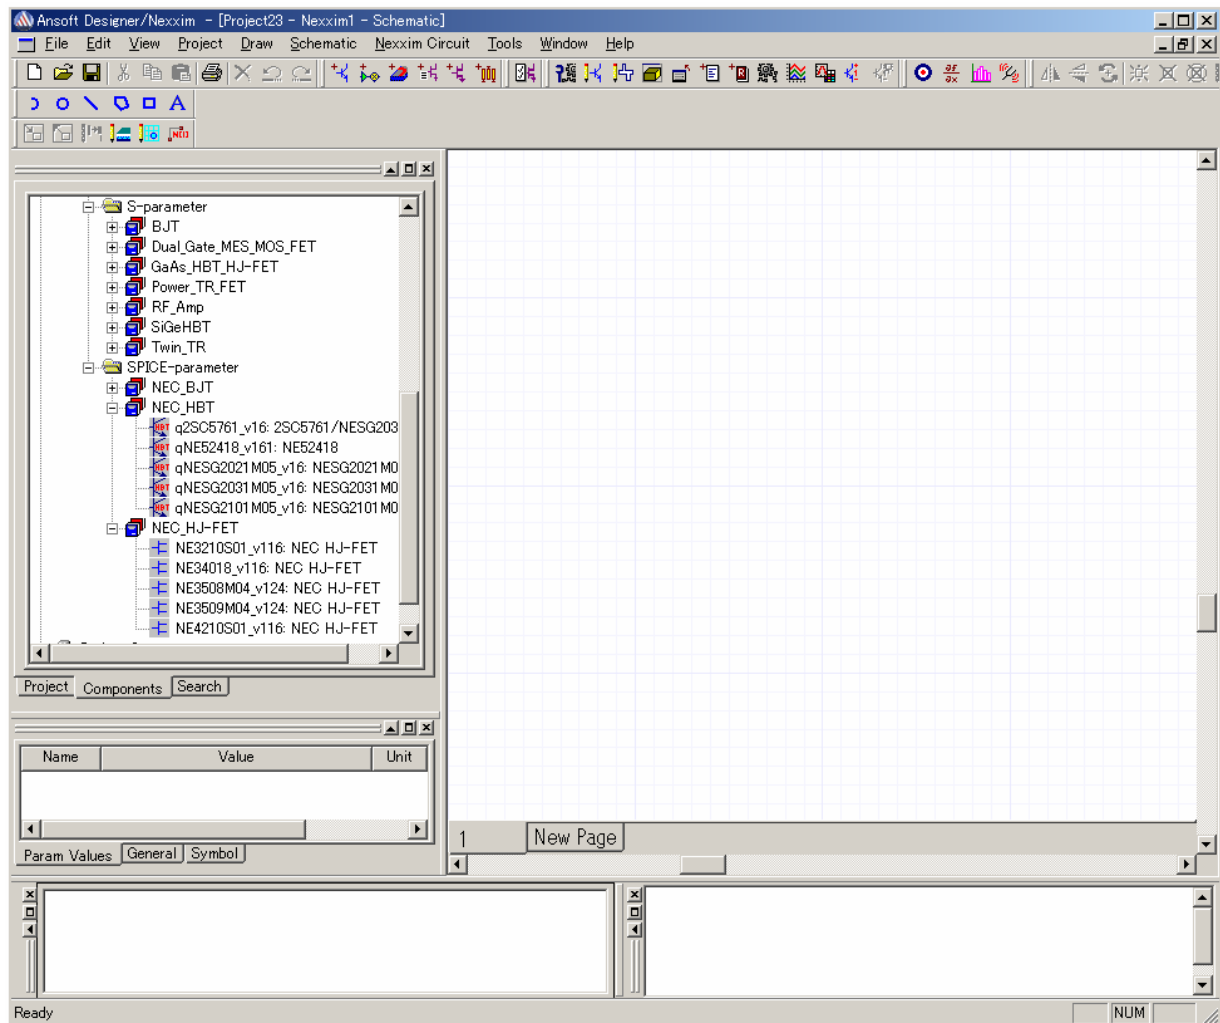 Ansoft Designer/Nexxim - [Project23 - Nexxim1 - Schematic]
File Edit View Project Draw Schematic Nexxim Circuit Tools Window Help
S-parameter
BJT
Dual_Gate_MES_MOS_FET
GaAs_HBT_HJ-FET
Power_TR_FET
RF_Amp
SiGeHBT
Twin_TR
SPICE-parameter
NEC_BJT
NEC_HBT
q2SC5761_v16: 2SC5761/NESG203
qNE52418_v161: NE52418
qNESG2021M05_v16: NESG2021M0
qNESG2031M05_v16: NESG2031M0
qNESG2101M05_v16: NESG2101M0
NEC_HJ-FET
NE3210S01_v116: NEC HJ-FET
NE34018_v116: NEC HJ-FET
NE3508M04_v124: NEC HJ-FET
NE3509M04_v124: NEC HJ-FET
NE4210S01_v116: NEC HJ-FET
Project Components Search
Name Value Unit
Param Values General Symbol
1 New Page
Ready NUM